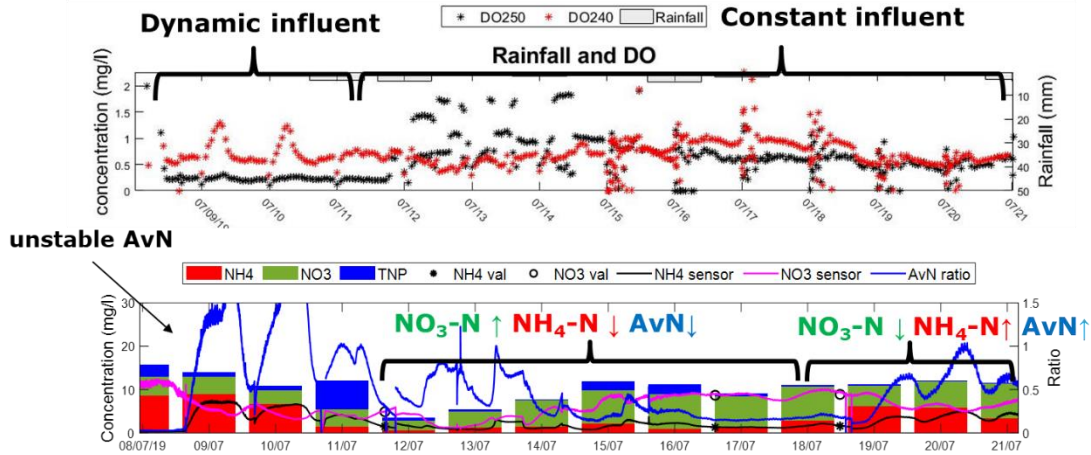 DO250 DO240 Rainfall
Dynamic influent
Constant influent
Rainfall and DO
concentration (mg/l)
2
1.5
1
0.5
0
10
20
30
40
50
Rainfall (mm)
07/09/19 07/10 07/11 07/12 07/13 07/14 07/15 07/16 07/17 07/18 07/19 07/20 07/21
unstable AvN
NH4 NO3 TNP NH4 val NO3 val NH4 sensor NO3 sensor AvN ratio
Concentration (mg/l)
30
20
10
0
NO3-N ↑ NH4-N ↓ AvN↓
NO3-N ↓ NH4-N↑ AvN↑
1.5
1
0.5
0
Ratio
08/07/19 09/07 10/07 11/07 12/07 13/07 14/07 15/07 16/07 17/07 18/07 19/07 20/07 21/07